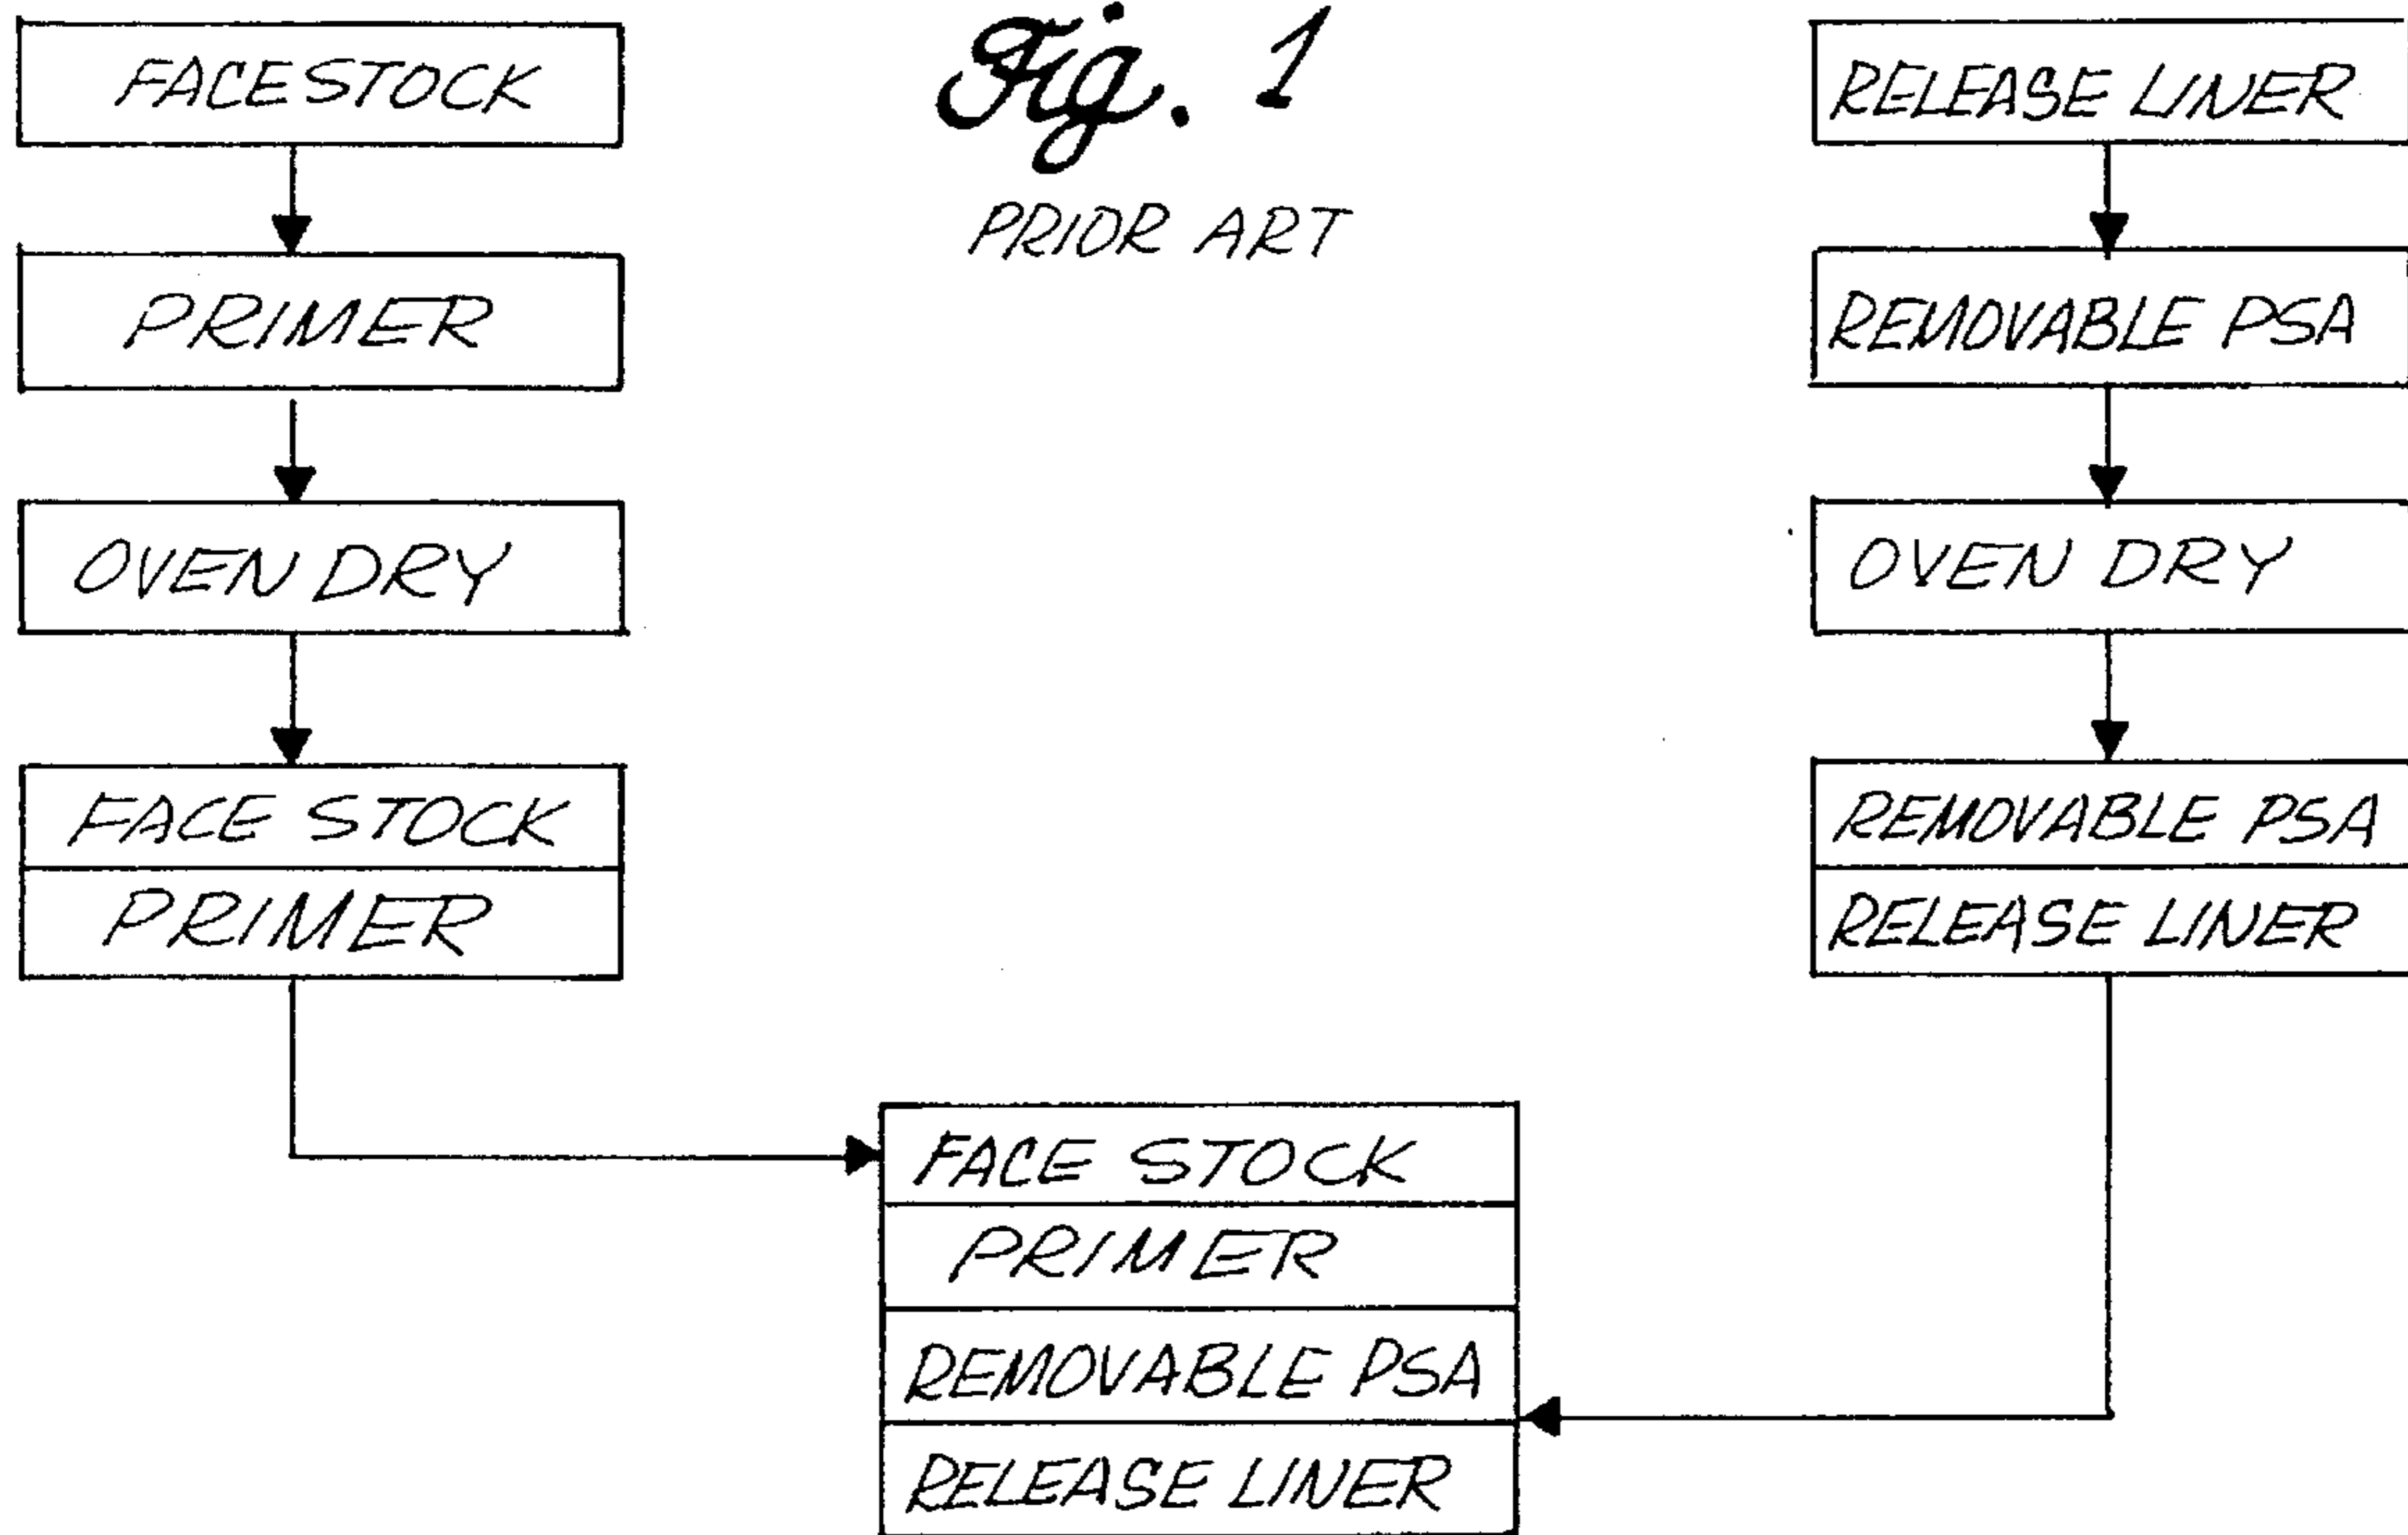 Fig. 1
PRIOR ART
FACE STOCK
PRIMER
OVEN DRY
FACE STOCK
PRIMER
RELEASE LINER
REMOVABLE PSA
OVEN DRY
REMOVABLE PSA
RELEASE LINER
FACE STOCK
PRIMER
REMOVABLE PSA
RELEASE LINER